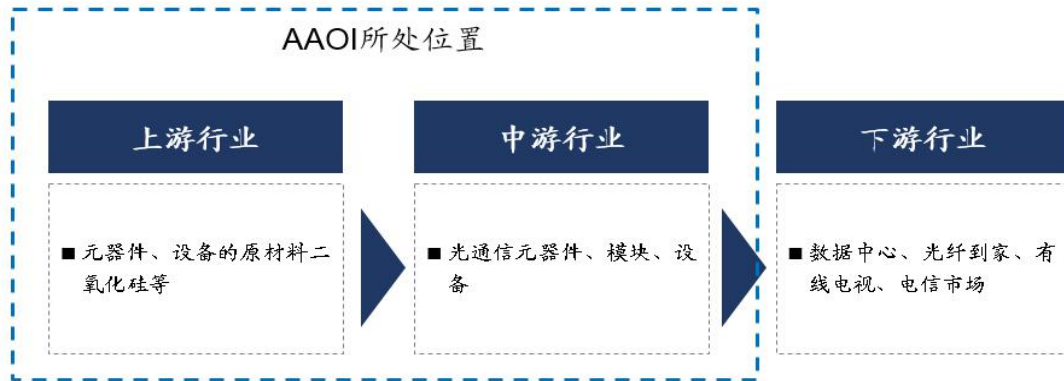 AAOI所处位置
上游行业
中游行业
下游行业
■ 元器件、设备的原材料二
氧化硅等
■ 光通信元器件、模块、设
备
■ 数据中心、光纤到家、有
线电视、电信市场